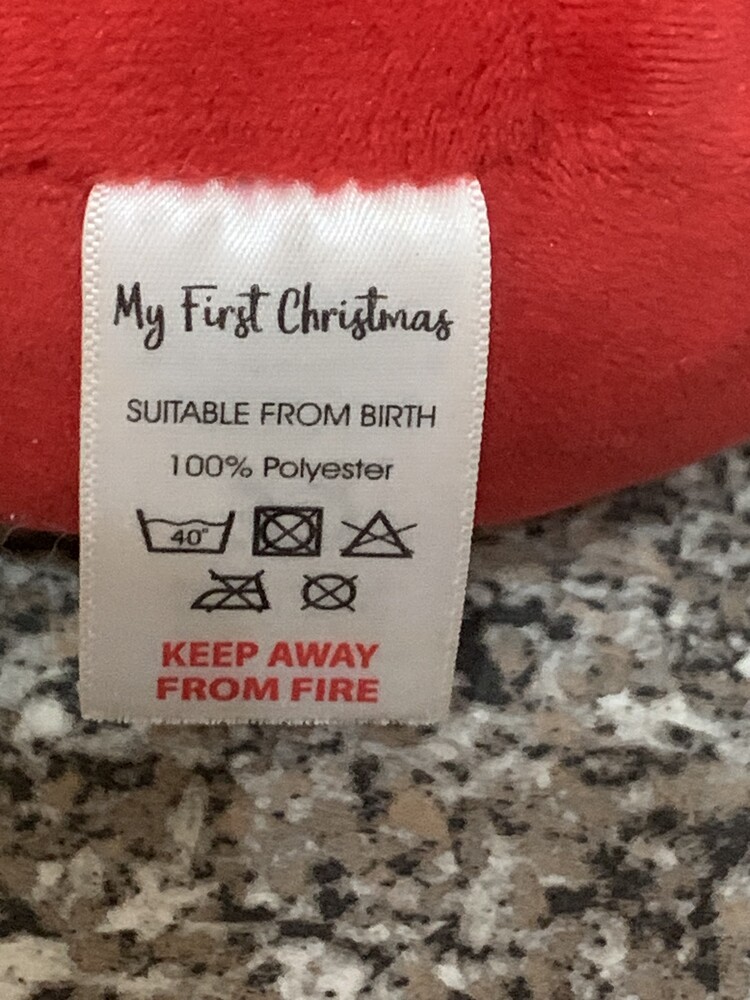 My First Christmas
SUITABLE FROM BIRTH
100% Polyester
40°
KEEP AWAY
FROM FIRE